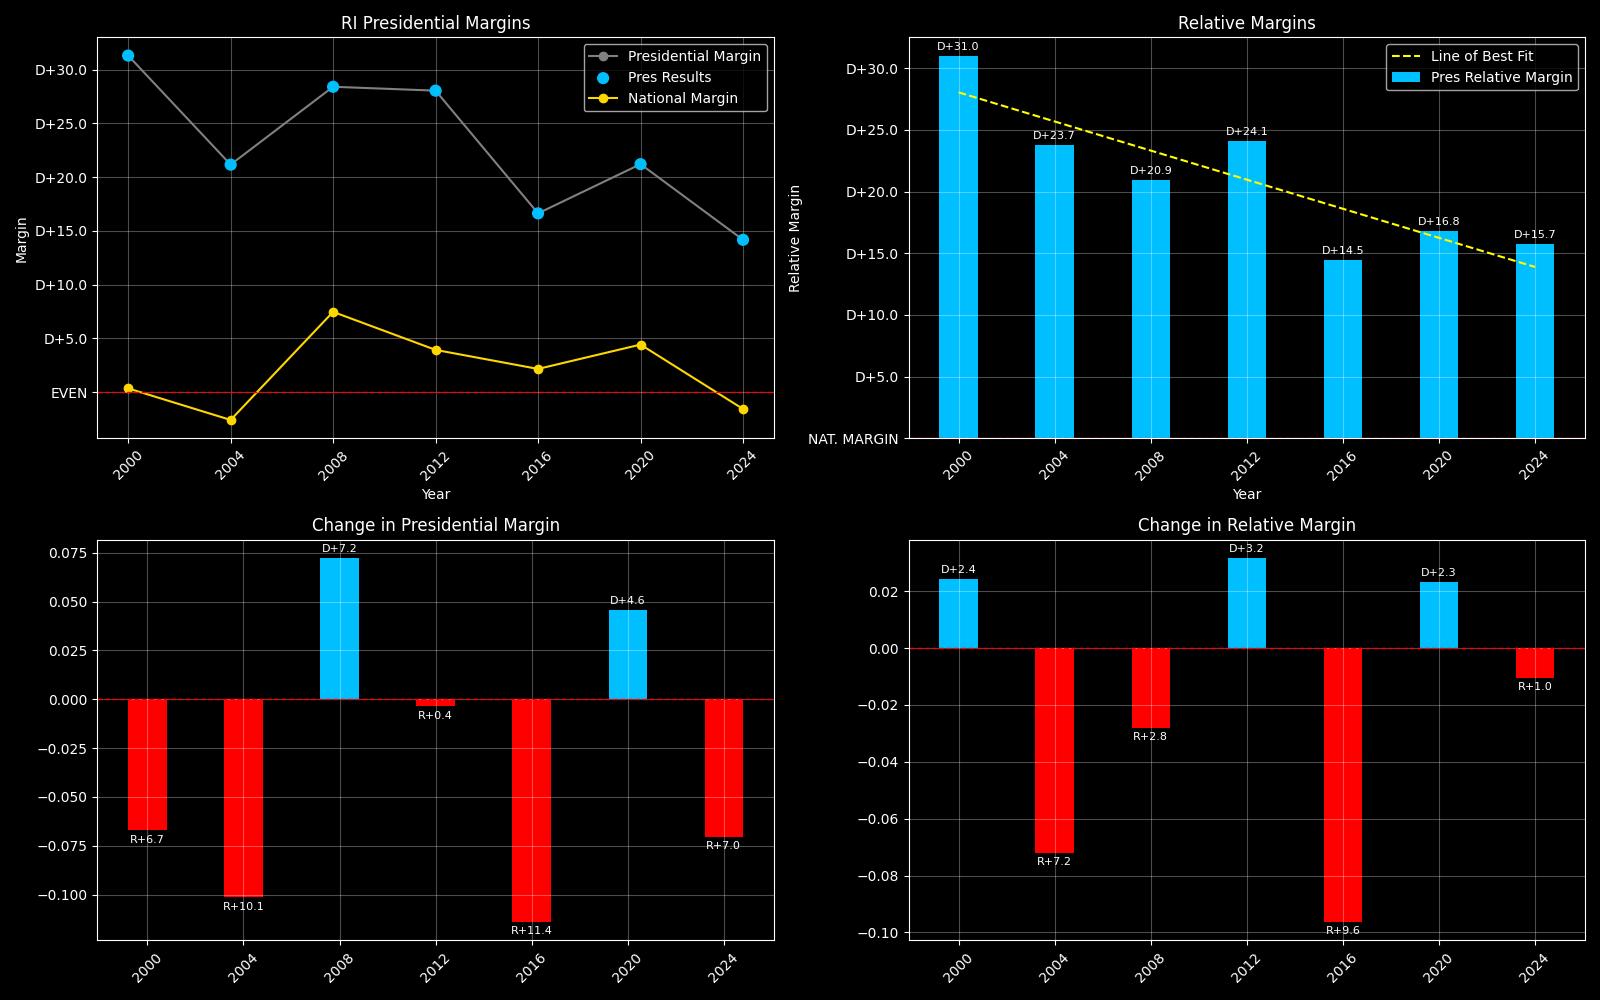 RI Presidential Margins
Presidential Margin
Pres Results
National Margin
Margin
D+30.0
D+25.0
D+20.0
D+15.0
D+10.0
D+5.0
EVEN
2000
2004
2008
2012
2016
2020
2024
Year
Relative Margins
Line of Best Fit
Pres Relative Margin
Relative Margin
D+30.0
D+25.0
D+20.0
D+15.0
D+10.0
D+5.0
NAT. MARGIN
D+31.0
D+23.7
D+20.9
D+24.1
D+14.5
D+16.8
D+15.7
2000
2004
2008
2012
2016
2020
2024
Year
Change in Presidential Margin
0.075
0.050
0.025
0.000
−0.025
−0.050
−0.075
−0.100
R+6.7
R+10.1
D+7.2
R+0.4
R+11.4
D+4.6
R+7.0
2000
2004
2008
2012
2016
2020
2024
Change in Relative Margin
0.02
0.00
−0.02
−0.04
−0.06
−0.08
−0.10
D+2.4
R+7.2
R+2.8
D+3.2
R+9.6
D+2.3
R+1.0
2000
2004
2008
2012
2016
2020
2024